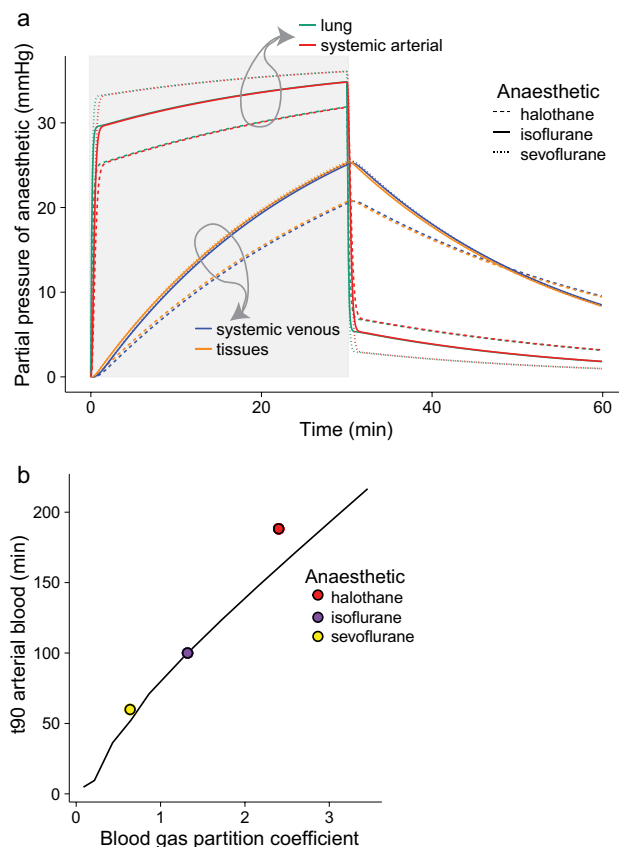 a
lung
systemic arterial
Partial pressure of anaesthetic (mmHg)
30
20
10
0
Anaesthetic
halothane
isoflurane
sevoflurane
systemic venous
tissues
0
20
40
60
Time (min)
b
t90 arterial blood (min)
200
150
100
50
0
Anaesthetic
halothane
isoflurane
sevoflurane
0
1
2
3
Blood gas partition coefficient